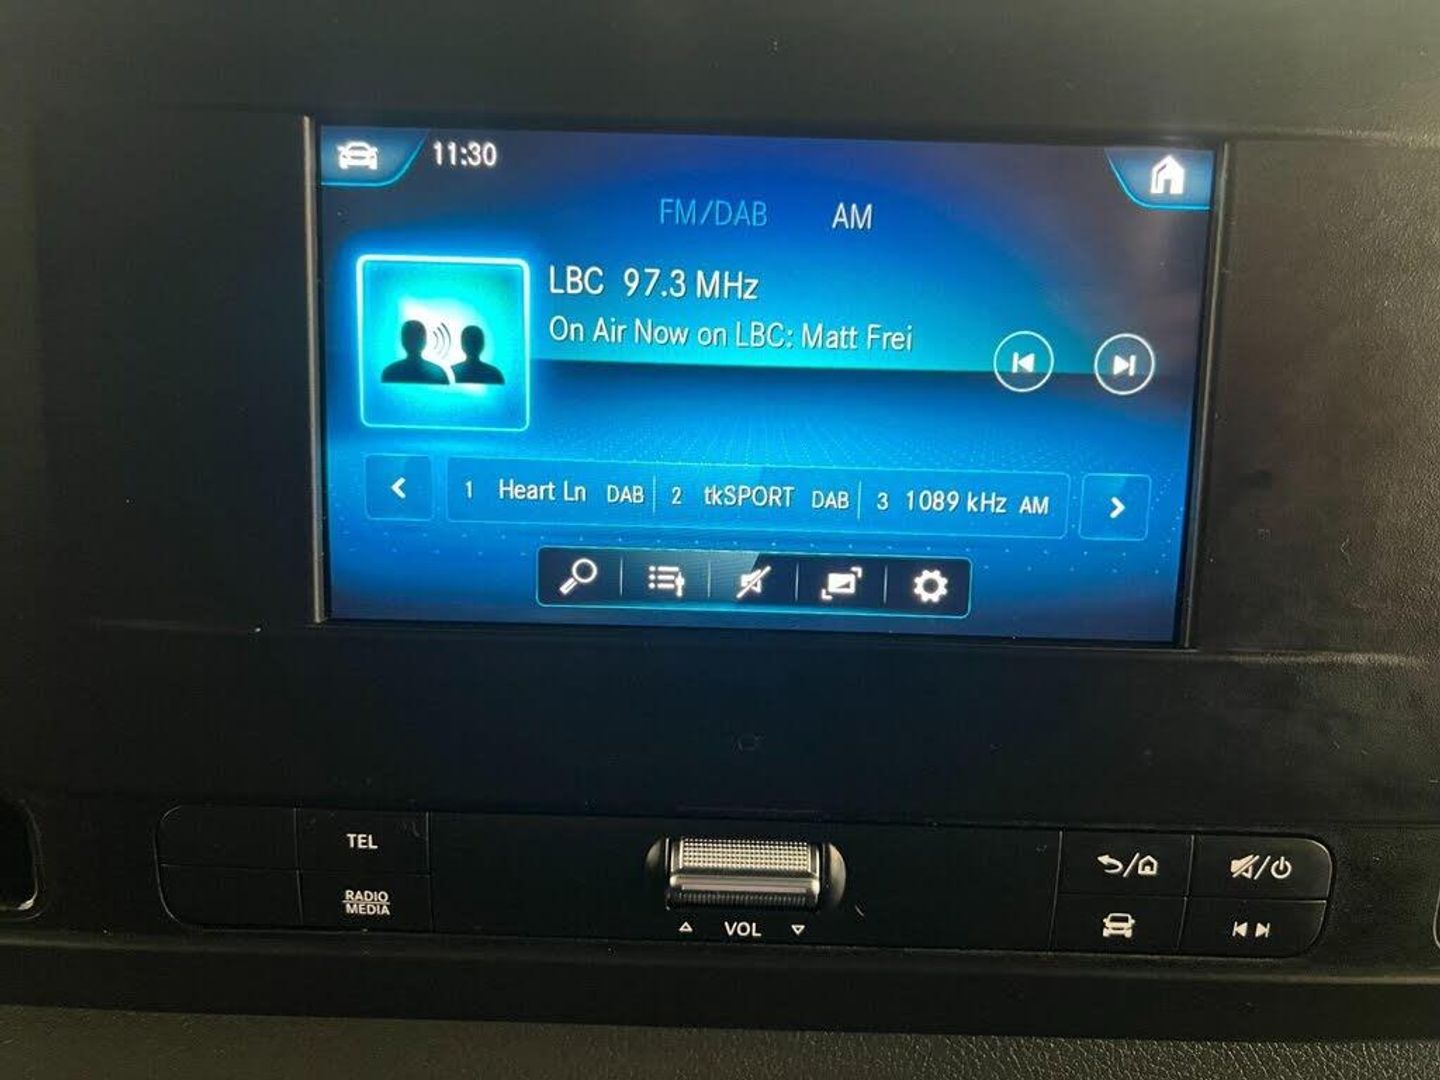 11:30
FM/DAB AM
LBC 97.3 MHz
On Air Now on LBC: Matt Frei
1 Heart Ln DAB 2 tkSPORT DAB 3 1089 kHz AM
TEL
RADIO
MEDIA
VOL